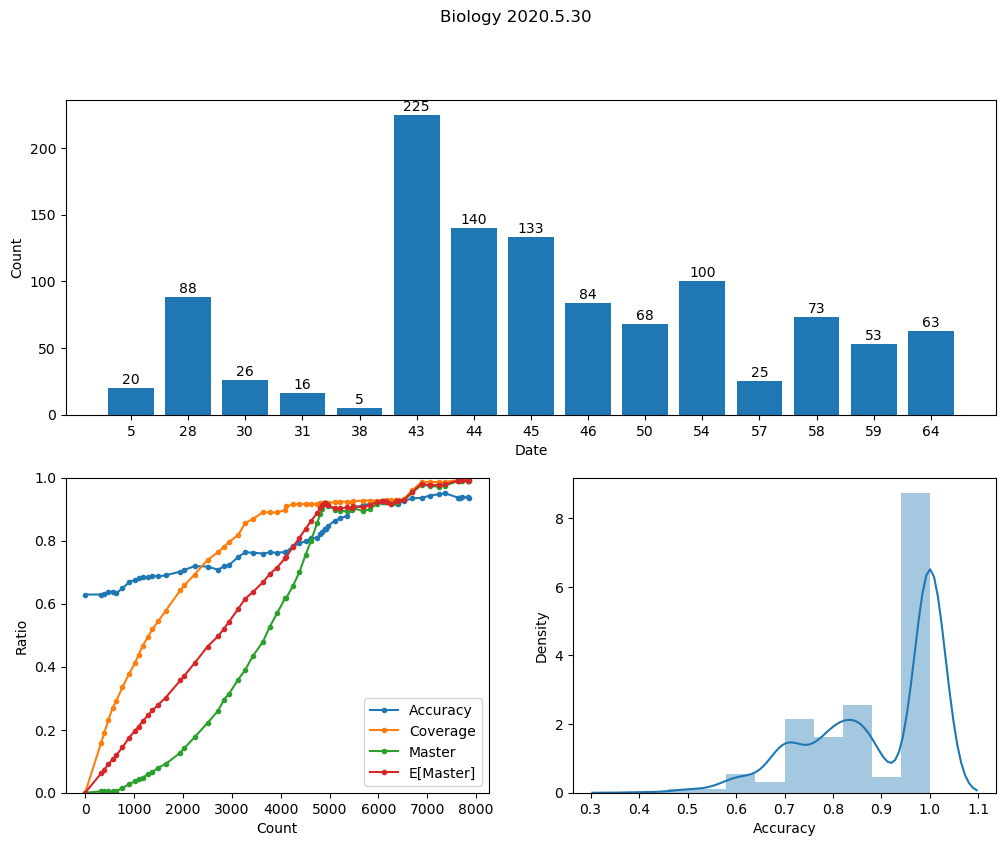 Biology 2020.5.30
225
200
150
100
50
0
Count
20
88
26
16
5
140
133
84
68
100
25
73
53
63
5 28 30 31 38 43 44 45 46 50 54 57 58 59 64
Date
1.0
0.8
0.6
0.4
0.2
0.0
Ratio
Accuracy
Coverage
Master
E[Master]
0 1000 2000 3000 4000 5000 6000 7000 8000
Count
8
6
4
2
0
Density
0.3 0.4 0.5 0.6 0.7 0.8 0.9 1.0 1.1
Accuracy